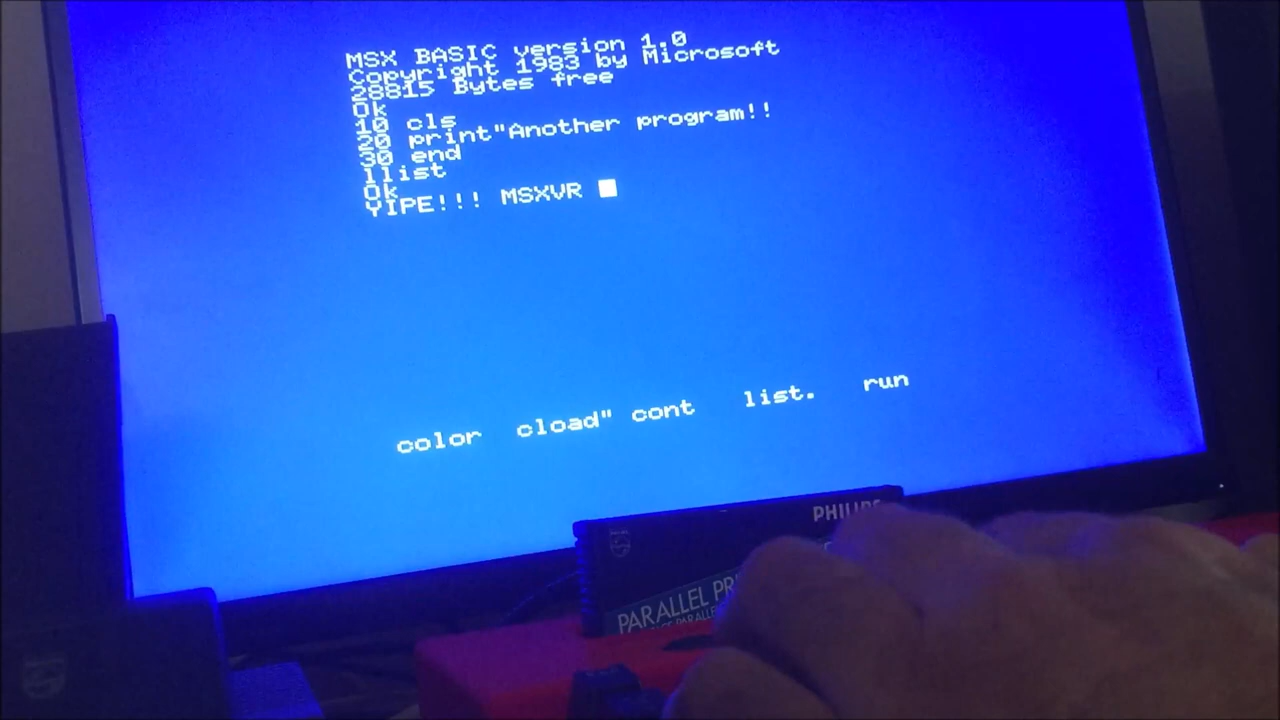 MSX BASIC version 1.0
Copyright 1983 by Microsoft
28815 Bytes free
Ok
10 cls
20 print"Another program!!
30 end
llist
Ok
YIPE!!! MSXVR
color cload" cont list. run
PHILIPS
PARALLEL